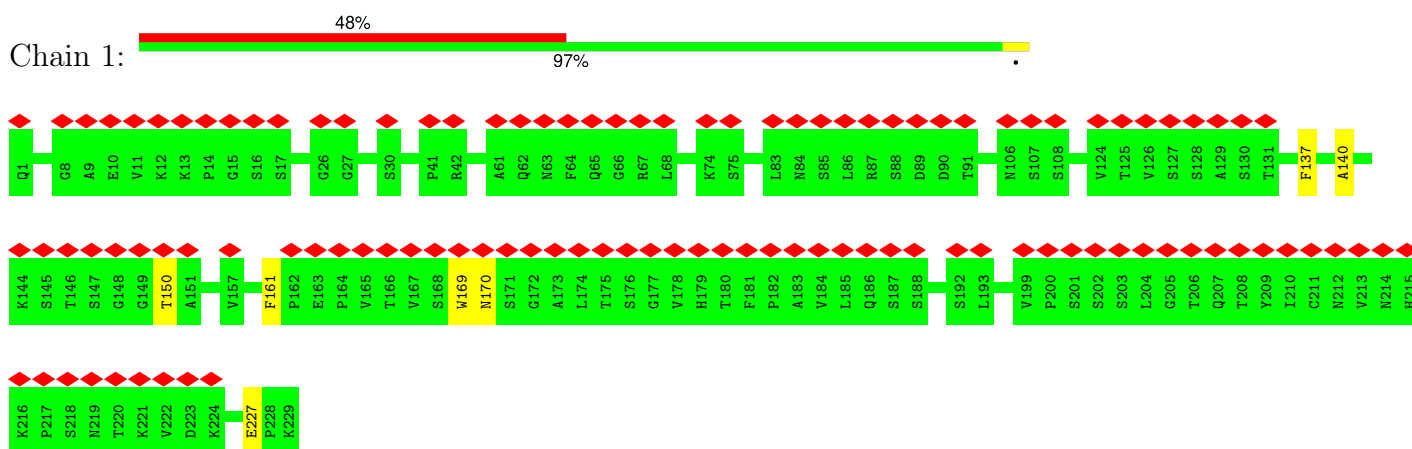 48%
Chain 1:
97%
•
Q1 G8 A9 E10 V11 K12 K13 P14 G15 S16 S17 G26 G27 S30 P41 R42 A61 Q62 N63 F64 Q65 G66 R67 L68 K74 S75 L83 N84 S85 L86 R87 S88 D89 D90 T91 N106 S107 S108 V124 T125 V126 S127 S128 A129 S130 T131 F137 A140
K144 S145 T146 S147 G148 G149 T150 A151 V157 F161 P162 E163 P164 V165 T166 V167 S168 W169 N170 S171 G172 A173 L174 T175 S176 G177 V178 H179 T180 F181 P182 A183 V184 L185 Q186 S187 S188 S192 L193 V199 P200 S201 S202 S203 L204 G205 T206 Q207 T208 Y209 I210 C211 N212 V213 N214 H215
K216 P217 S218 N219 T220 K221 V222 D223 K224 E227 P228 K229